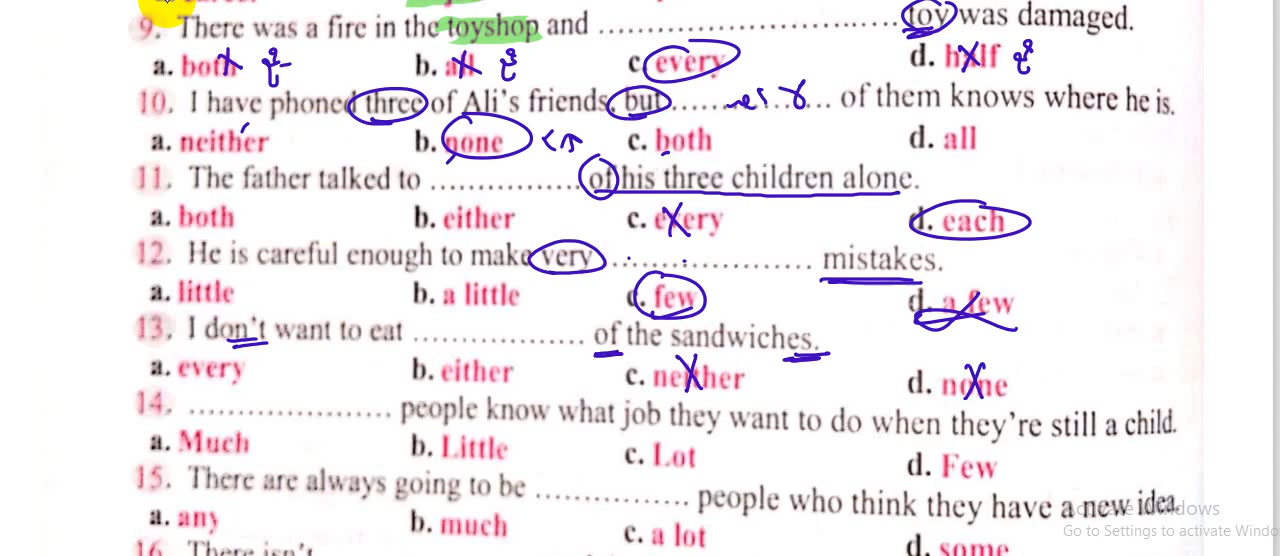 9. There was a fire in the toyshop and .............................. toy was damaged.
a. both b. all c. every d. half
10. I have phoned three of Ali's friends, but .................. of them knows where he is.
a. neither b. none c. both d. all
11. The father talked to ................ of his three children alone.
a. both b. either c. every d. each
12. He is careful enough to make very .................... mistakes.
a. little b. a little c. few d. a few
13. I don't want to eat .................. of the sandwiches.
a. every b. either c. neither d. none
14. ..................... people know what job they want to do when they're still a child.
a. Much b. Little c. Lot d. Few
15. There are always going to be ................ people who think they have a new idea.
a. any b. much c. a lot d. some
16. There isn't
Activate Windows
Go to Settings to activate Windo